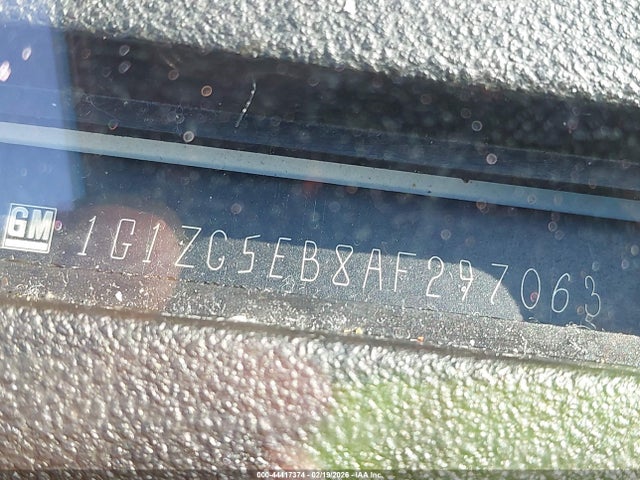 GM
1G1ZC5EB8AF297063
000-44417374 - 02/19/2026 - IAA Inc.